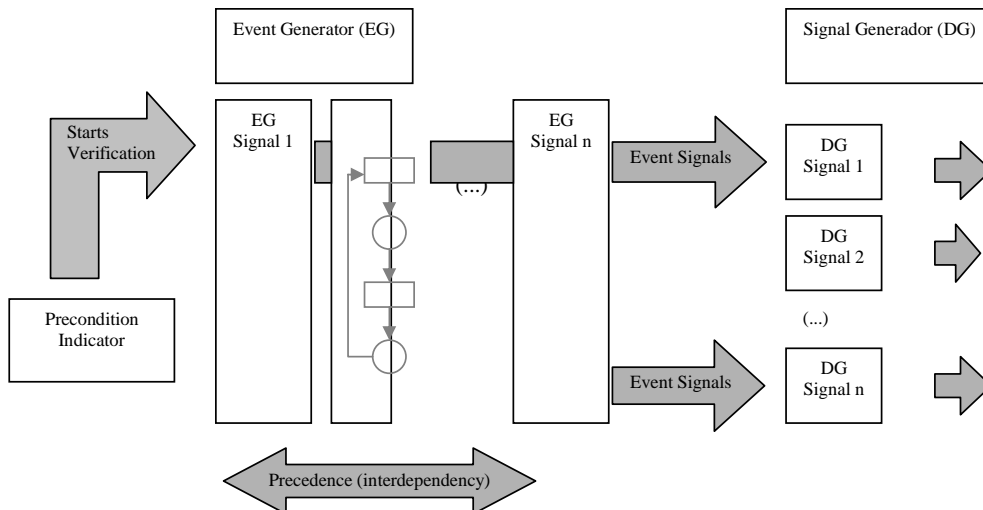 Event Generator (EG)
Signal Generador (DG)
Starts
Verification
EG
Signal 1
(...)
EG
Signal n
Event Signals
DG
Signal 1
DG
Signal 2
(...)
Precondition
Indicator
Event Signals
DG
Signal n
Precedence (interdependency)